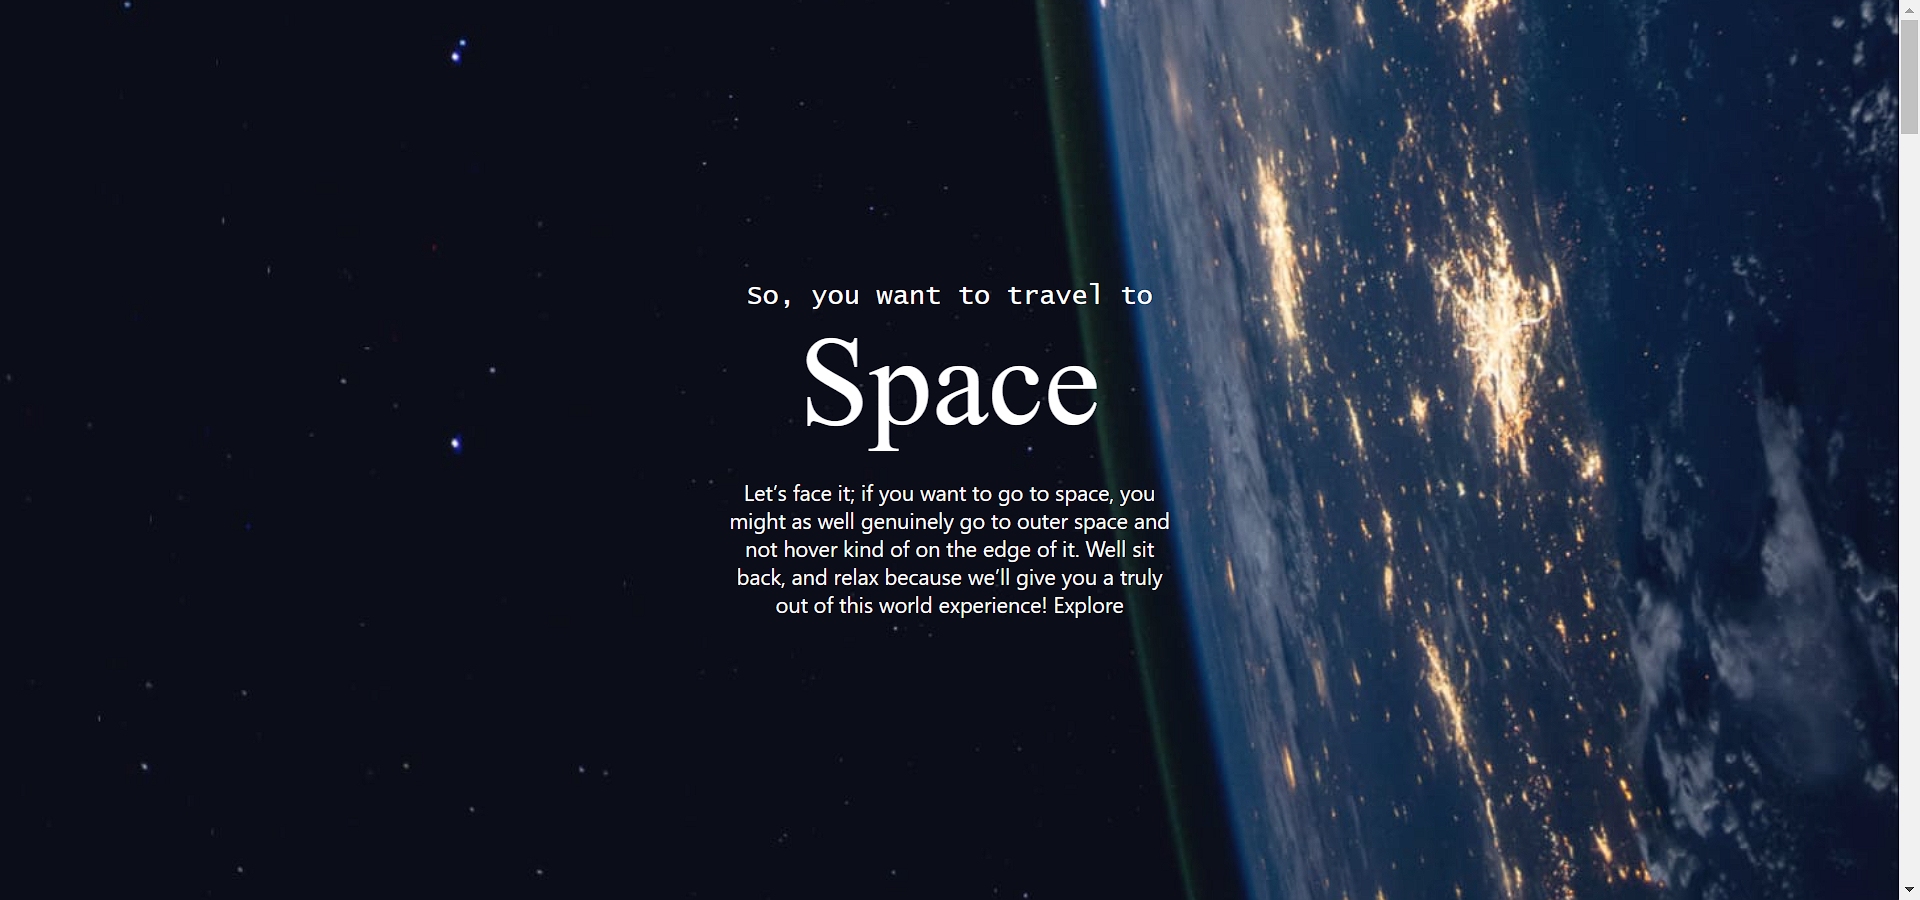 So, you want to travel to
Space
Let’s face it; if you want to go to space, you
might as well genuinely go to outer space and
not hover kind of on the edge of it. Well sit
back, and relax because we’ll give you a truly
out of this world experience! Explore